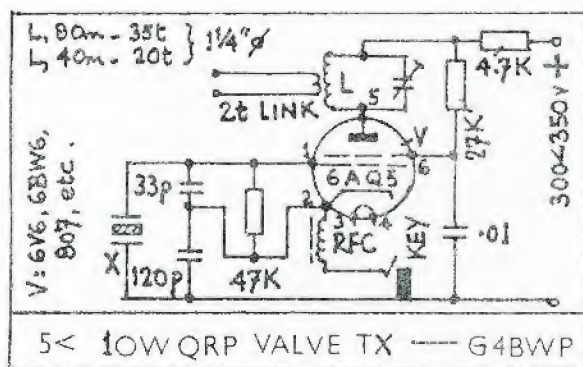 L, 80m - 35t
L, 40m - 20t
1¼"ø
L
5
4.7K
2t LINK
300<350v +
27K
V
1
6
6AQ5
33p
2
3
4
RFC
KEY
.01
X
120p
47K
V: 6V6, 6BW6,
807, etc.
5< 10W QRP VALVE TX --- G4BWP